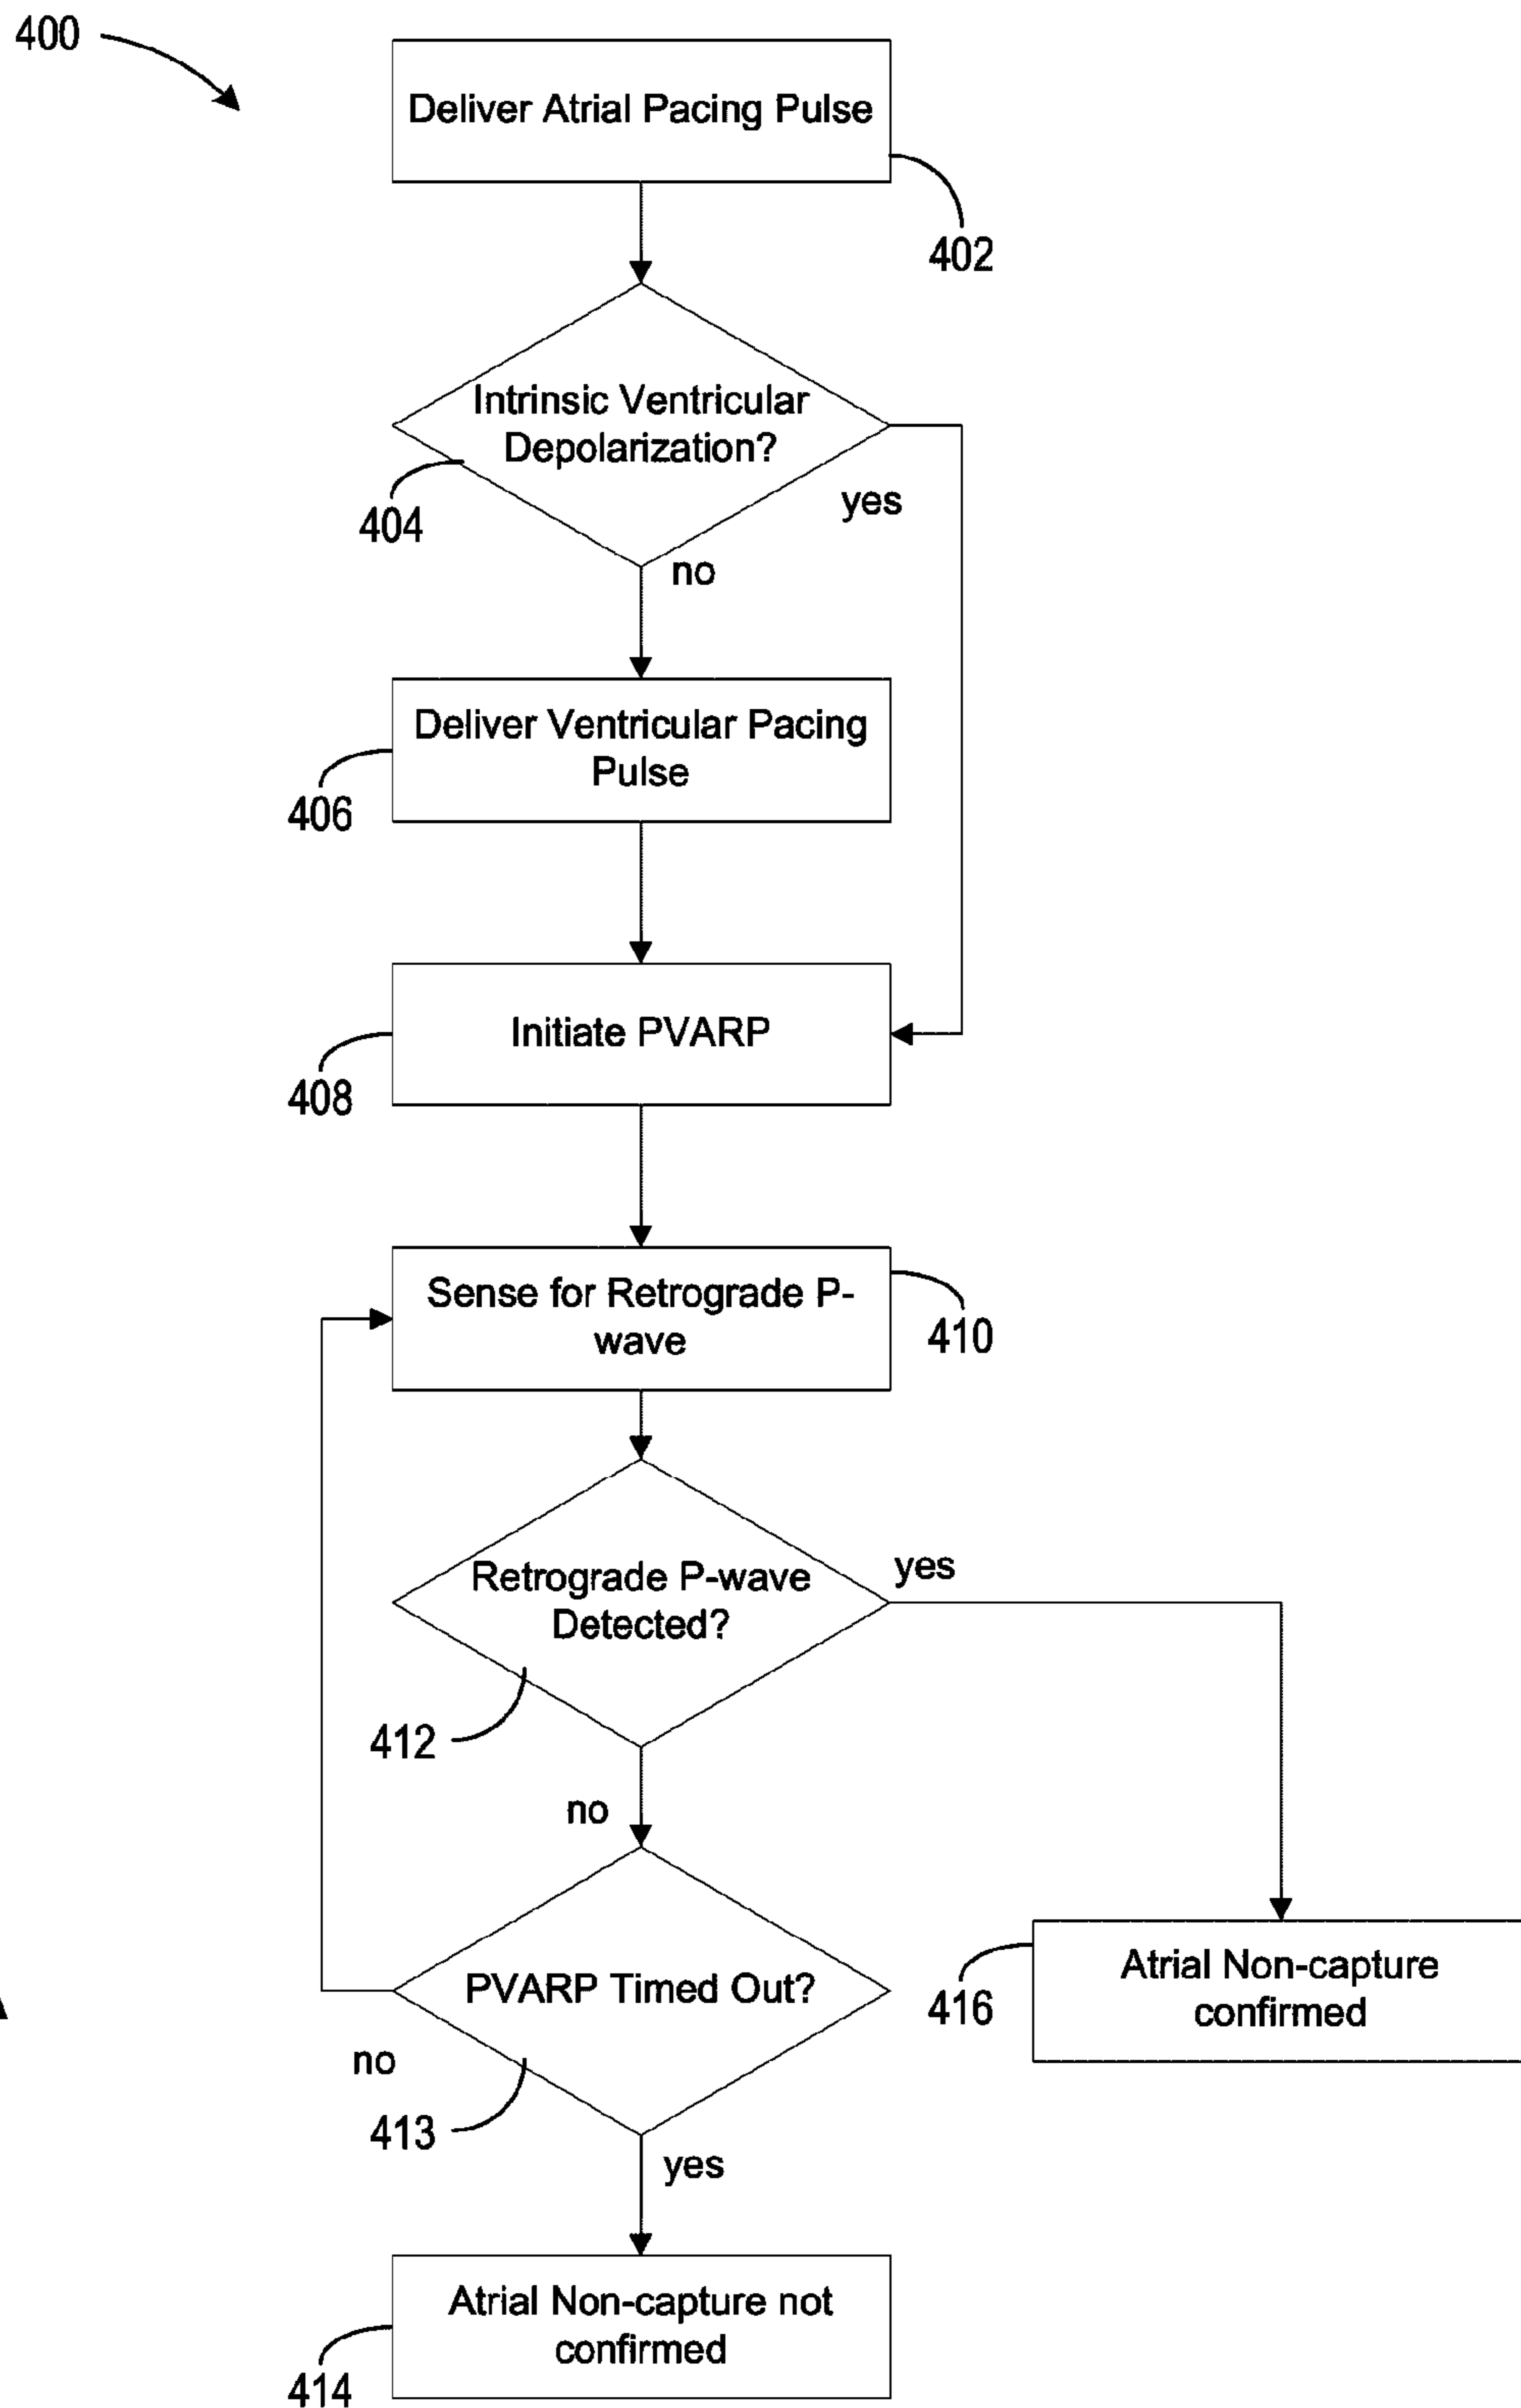 400
Deliver Atrial Pacing Pulse
402
Intrinsic Ventricular
Depolarization?
404
yes
no
Deliver Ventricular Pacing
Pulse
406
Initiate PVARP
408
Sense for Retrograde P-
wave
410
Retrograde P-wave
Detected?
yes
412
no
PVARP Timed Out?
416
Atrial Non-capture
confirmed
no
413
yes
Atrial Non-capture not
confirmed
414